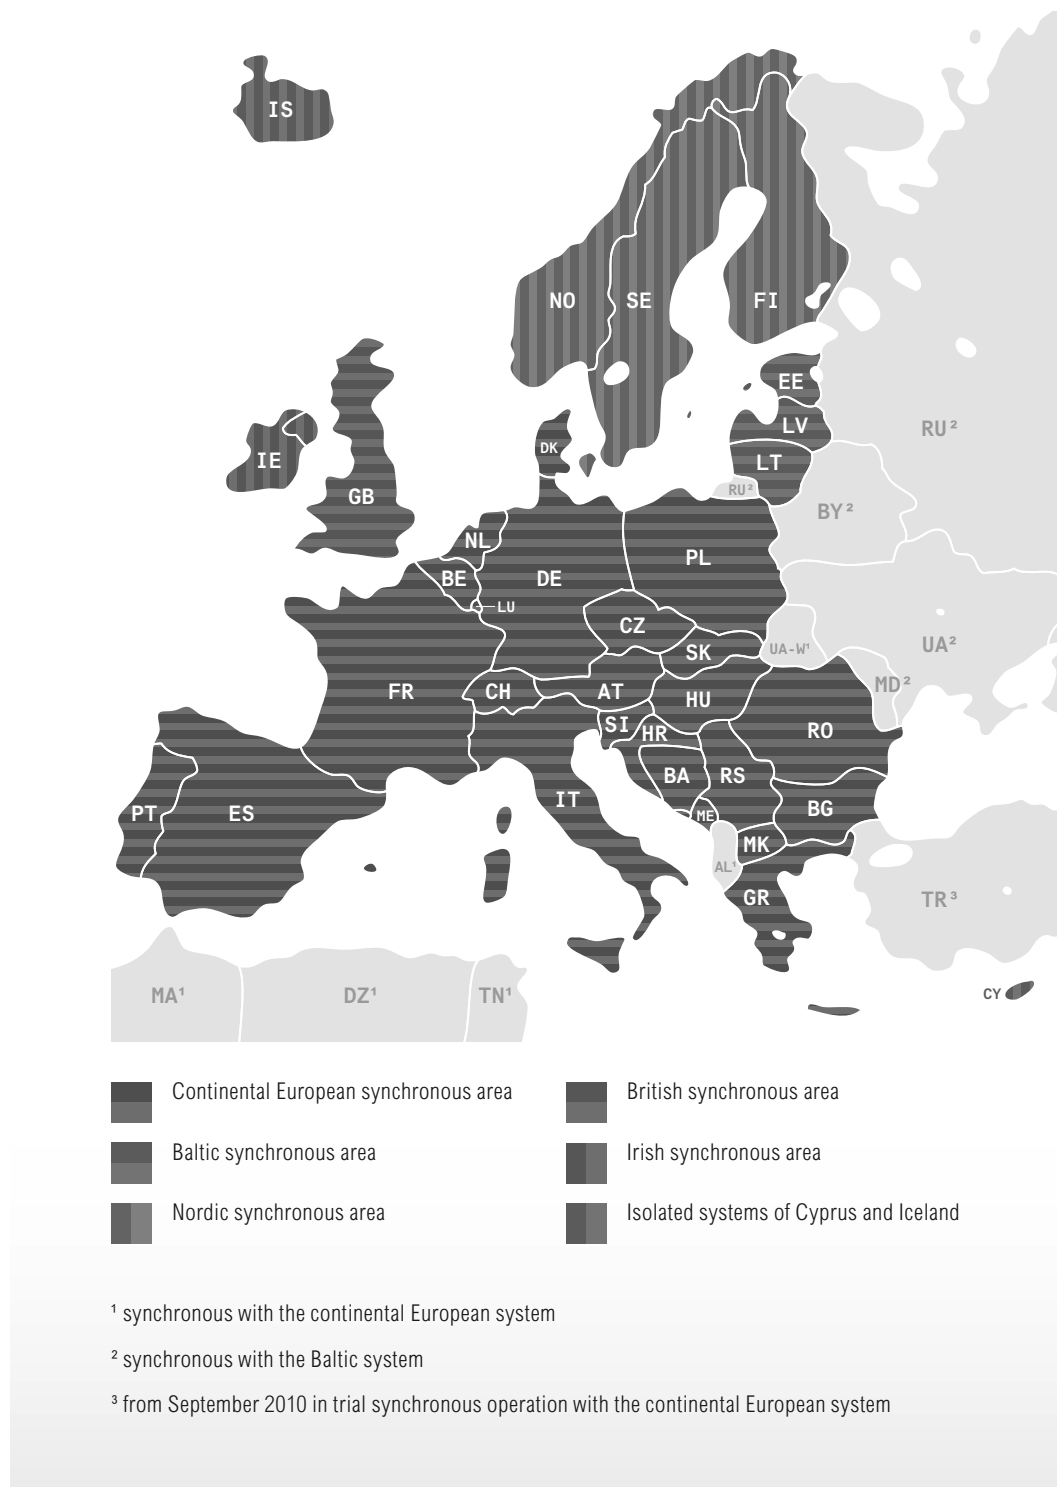 IS
NO
SE
FI
EE
LV
RU²
DK
IE
LT
GB
RU²
BY²
NL
PL
BE
DE
LU
CZ
UA²
SK
UA-W¹
FR
CH
AT
HU
MD²
SI
HR
RO
BA
RS
IT
PT
ES
ME
BG
MK
AL¹
GR
TR³
MA¹
DZ¹
TN¹
CY
Continental European synchronous area
British synchronous area
Baltic synchronous area
Irish synchronous area
Nordic synchronous area
Isolated systems of Cyprus and Iceland
¹ synchronous with the continental European system
² synchronous with the Baltic system
³ from September 2010 in trial synchronous operation with the continental European system